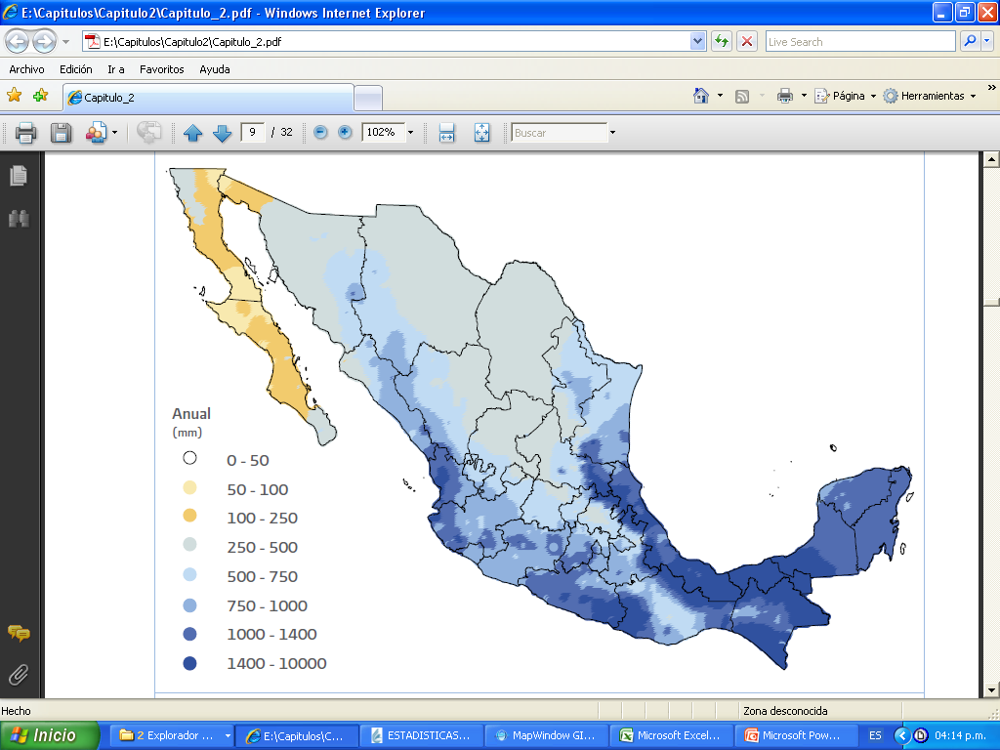 E:\Capitulos\Capitulo2\Capitulo_2.pdf - Windows Internet Explorer
E:\Capitulos\Capitulo2\Capitulo_2.pdf
Live Search
Archivo Edición Ir a Favoritos Ayuda
Capitulo_2
Página
Herramientas
9 / 32
102%
Buscar
Anual
(mm)
0 - 50
50 - 100
100 - 250
250 - 500
500 - 750
750 - 1000
1000 - 1400
1400 - 10000
Hecho
Zona desconocida
Inicio
2 Explorador ...
E:\Capitulos\C...
ESTADISTICAS...
MapWindow GI...
Microsoft Excel...
Microsoft Pow...
ES
04:14 p.m.